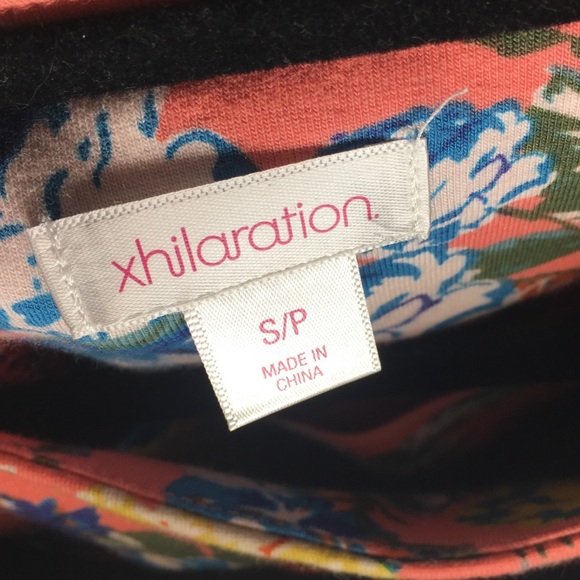 xhilaration.
S/P
MADE IN
CHINA